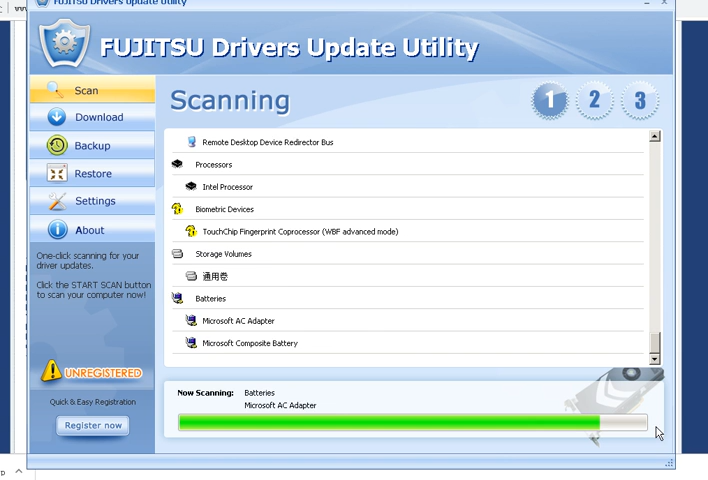 FUJITSU Drivers Update Utility
FUJITSU Drivers Update Utility
Scan
Download
Backup
Restore
Settings
About
One-click scanning for your
driver updates.
Click the START SCAN button
to scan your computer now!
UNREGISTERED
Quick & Easy Registration
Register now
Scanning
1
2
3
Remote Desktop Device Redirector Bus
Processors
Intel Processor
Biometric Devices
TouchChip Fingerprint Coprocessor (WBF advanced mode)
Storage Volumes
通用卷
Batteries
Microsoft AC Adapter
Microsoft Composite Battery
Now Scanning: Batteries
Microsoft AC Adapter